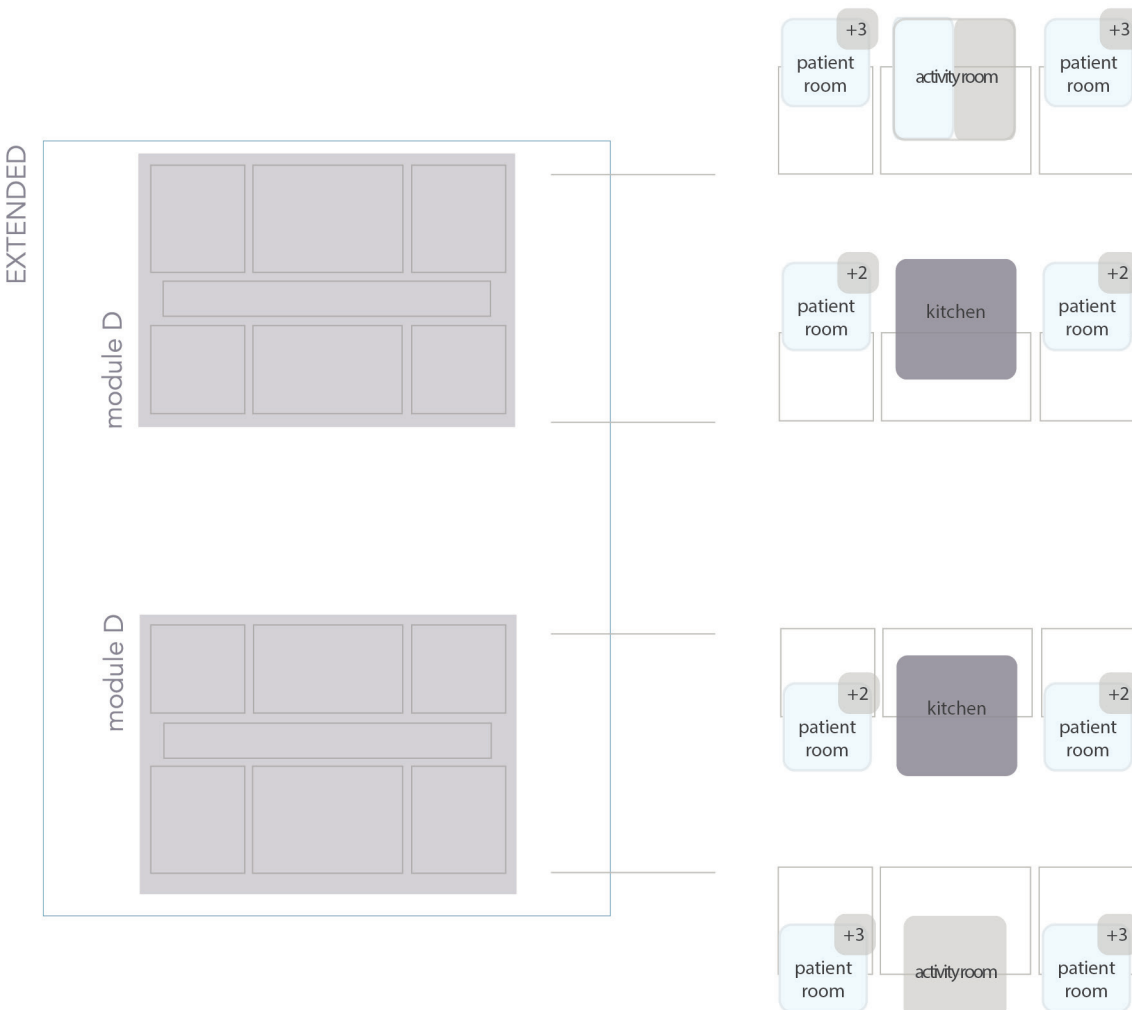 EXTENDED
module D
module D
+3
patient
room
activity room
+3
patient
room
+2
patient
room
kitchen
+2
patient
room
+2
patient
room
kitchen
+2
patient
room
+3
patient
room
activity room
+3
patient
room